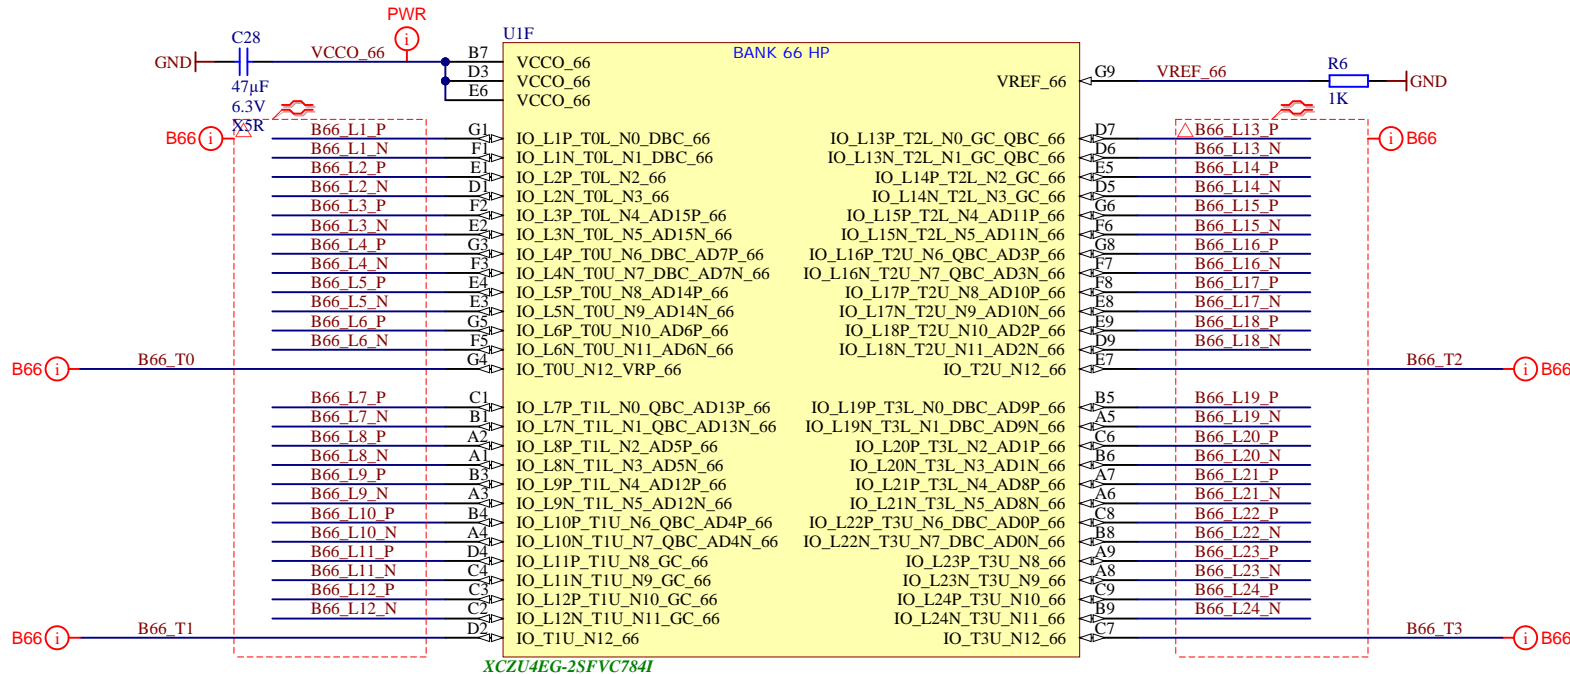 PWR
U1F
BANK 66 HP
C28
GND
47µF
6.3V
X5R
VCCO_66
B7 VCCO_66
D3 VCCO_66
E6 VCCO_66
VREF_66 G9 VREF_66
R6
1K
GND
B66
B66
B66_L1_P G1 IO_L1P_T0L_N0_DBC_66
B66_L1_N F1 IO_L1N_T0L_N1_DBC_66
B66_L2_P E1 IO_L2P_T0L_N2_66
B66_L2_N D1 IO_L2N_T0L_N3_66
B66_L3_P F2 IO_L3P_T0L_N4_AD15P_66
B66_L3_N E2 IO_L3N_T0L_N5_AD15N_66
B66_L4_P G3 IO_L4P_T0U_N6_DBC_AD7P_66
B66_L4_N F3 IO_L4N_T0U_N7_DBC_AD7N_66
B66_L5_P E4 IO_L5P_T0U_N8_AD14P_66
B66_L5_N E3 IO_L5N_T0U_N9_AD14N_66
B66_L6_P G5 IO_L6P_T0U_N10_AD6P_66
B66_L6_N F5 IO_L6N_T0U_N11_AD6N_66
B66 B66_T0 G4 IO_T0U_N12_VRP_66
B66_L7_P C1 IO_L7P_T1L_N0_QBC_AD13P_66
B66_L7_N B1 IO_L7N_T1L_N1_QBC_AD13N_66
B66_L8_P A2 IO_L8P_T1L_N2_AD5P_66
B66_L8_N A1 IO_L8N_T1L_N3_AD5N_66
B66_L9_P B3 IO_L9P_T1L_N4_AD12P_66
B66_L9_N A3 IO_L9N_T1L_N5_AD12N_66
B66_L10_P B4 IO_L10P_T1U_N6_QBC_AD4P_66
B66_L10_N A4 IO_L10N_T1U_N7_QBC_AD4N_66
B66_L11_P D4 IO_L11P_T1U_N8_GC_66
B66_L11_N C4 IO_L11N_T1U_N9_GC_66
B66_L12_P C3 IO_L12P_T1U_N10_GC_66
B66_L12_N C2 IO_L12N_T1U_N11_GC_66
B66 B66_T1 D2 IO_T1U_N12_66
IO_L13P_T2L_N0_GC_QBC_66 D7 B66_L13_P
IO_L13N_T2L_N1_GC_QBC_66 D6 B66_L13_N
IO_L14P_T2L_N2_GC_66 E5 B66_L14_P
IO_L14N_T2L_N3_GC_66 D5 B66_L14_N
IO_L15P_T2L_N4_AD11P_66 G6 B66_L15_P
IO_L15N_T2L_N5_AD11N_66 F6 B66_L15_N
IO_L16P_T2U_N6_QBC_AD3P_66 G8 B66_L16_P
IO_L16N_T2U_N7_QBC_AD3N_66 F7 B66_L16_N
IO_L17P_T2U_N8_AD10P_66 F8 B66_L17_P
IO_L17N_T2U_N9_AD10N_66 E8 B66_L17_N
IO_L18P_T2U_N10_AD2P_66 E9 B66_L18_P
IO_L18N_T2U_N11_AD2N_66 D9 B66_L18_N
IO_T2U_N12_66 E7 B66_T2 B66
IO_L19P_T3L_N0_DBC_AD9P_66 B5 B66_L19_P
IO_L19N_T3L_N1_DBC_AD9N_66 A5 B66_L19_N
IO_L20P_T3L_N2_AD1P_66 C6 B66_L20_P
IO_L20N_T3L_N3_AD1N_66 B6 B66_L20_N
IO_L21P_T3L_N4_AD8P_66 A7 B66_L21_P
IO_L21N_T3L_N5_AD8N_66 A6 B66_L21_N
IO_L22P_T3U_N6_DBC_AD0P_66 C8 B66_L22_P
IO_L22N_T3U_N7_DBC_AD0N_66 B8 B66_L22_N
IO_L23P_T3U_N8_66 A9 B66_L23_P
IO_L23N_T3U_N9_66 A8 B66_L23_N
IO_L24P_T3U_N10_66 C9 B66_L24_P
IO_L24N_T3U_N11_66 B9 B66_L24_N
IO_T3U_N12_66 C7 B66_T3 B66
XCZU4EG-2SFVC784I